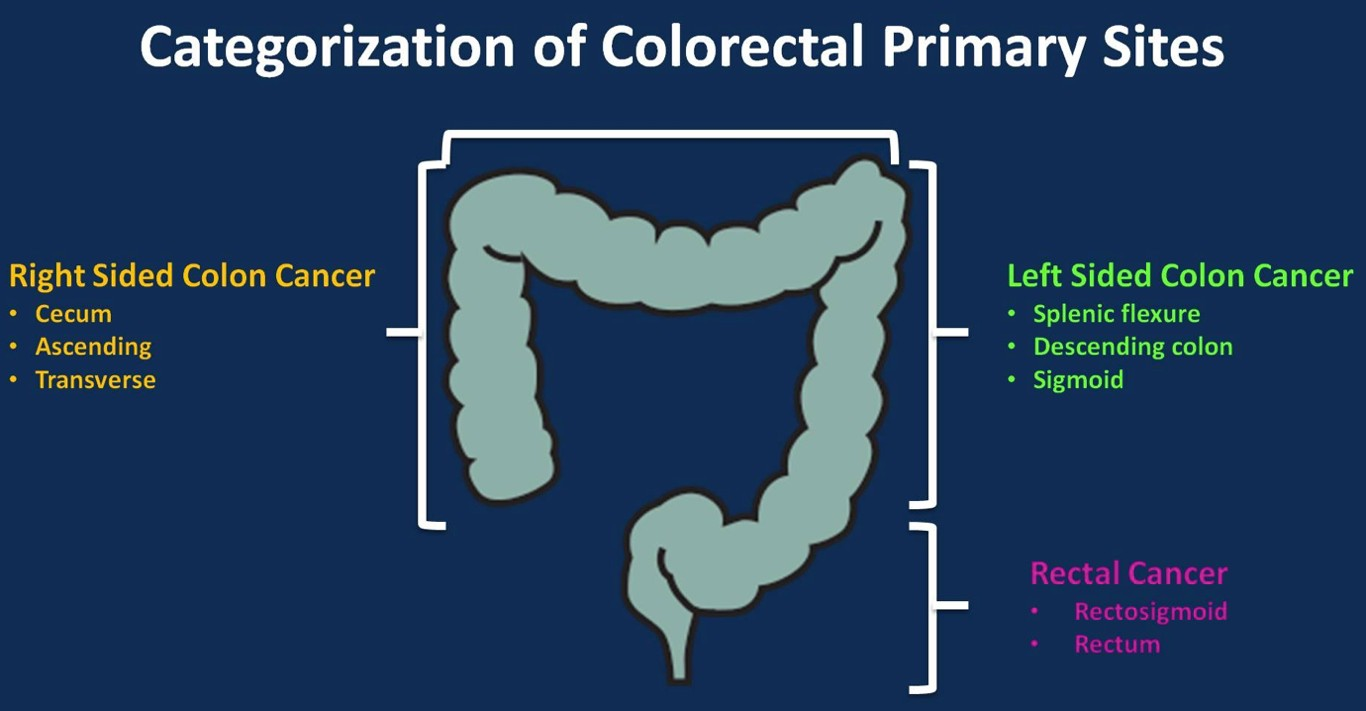 Categorization of Colorectal Primary Sites
Right Sided Colon Cancer
• Cecum
• Ascending
• Transverse
Left Sided Colon Cancer
• Splenic flexure
• Descending colon
• Sigmoid
Rectal Cancer
• Rectosigmoid
• Rectum